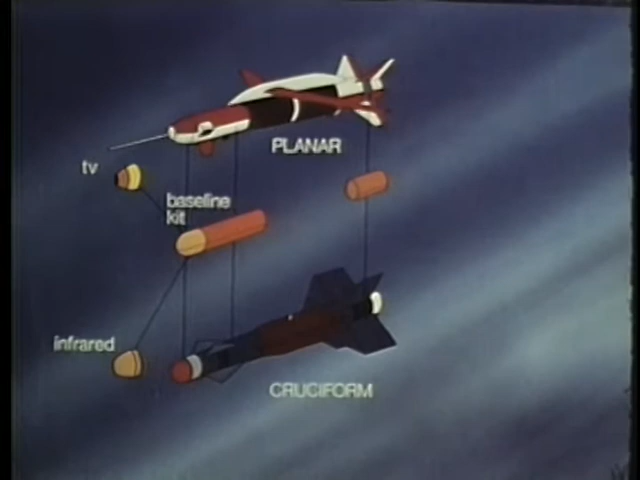 PLANAR
tv
baseline
kit
infrared
CRUCIFORM